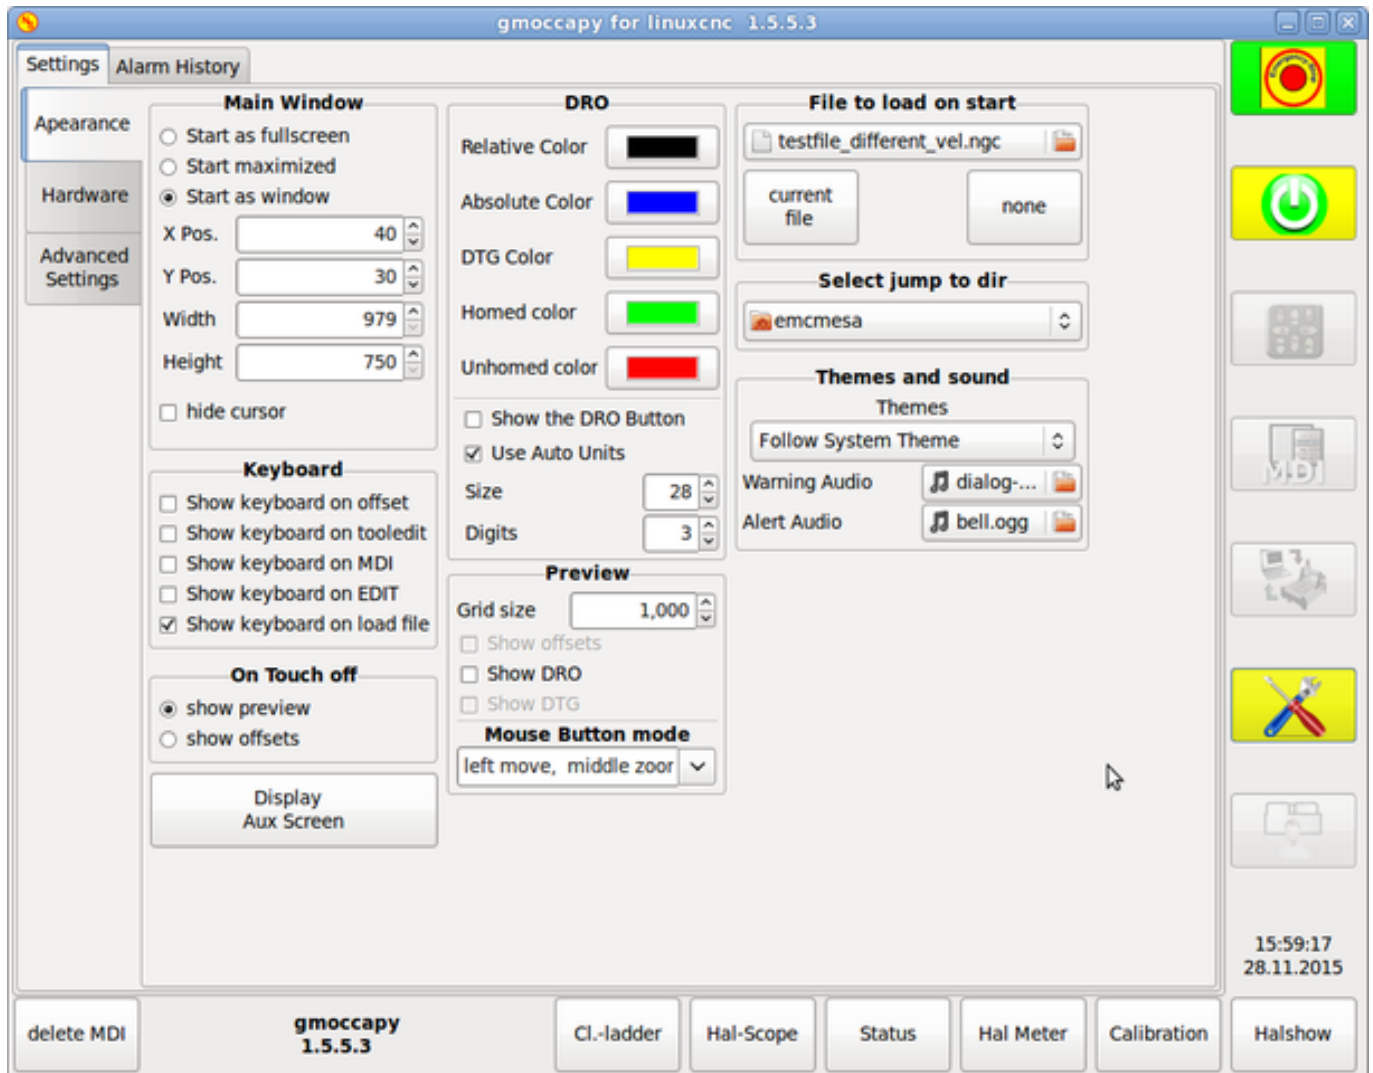 gmoccapy for linuxcnc 1.5.5.3
Settings
Alarm History
Apearance
Hardware
Advanced
Settings
Main Window
Start as fullscreen
Start maximized
Start as window
X Pos. 40
Y Pos. 30
Width 979
Height 750
hide cursor
Keyboard
Show keyboard on offset
Show keyboard on tooledit
Show keyboard on MDI
Show keyboard on EDIT
Show keyboard on load file
On Touch off
show preview
show offsets
Display
Aux Screen
DRO
Relative Color
Absolute Color
DTG Color
Homed color
Unhomed color
Show the DRO Button
Use Auto Units
Size 28
Digits 3
Preview
Grid size 1,000
Show offsets
Show DRO
Show DTG
Mouse Button mode
left move, middle zoor
File to load on start
testfile_different_vel.ngc
current
file
none
Select jump to dir
emcmesa
Themes and sound
Themes
Follow System Theme
Warning Audio dialog-...
Alert Audio bell.ogg
MDI
15:59:17
28.11.2015
delete MDI
gmoccapy
1.5.5.3
Cl.-ladder
Hal-Scope
Status
Hal Meter
Calibration
Halshow